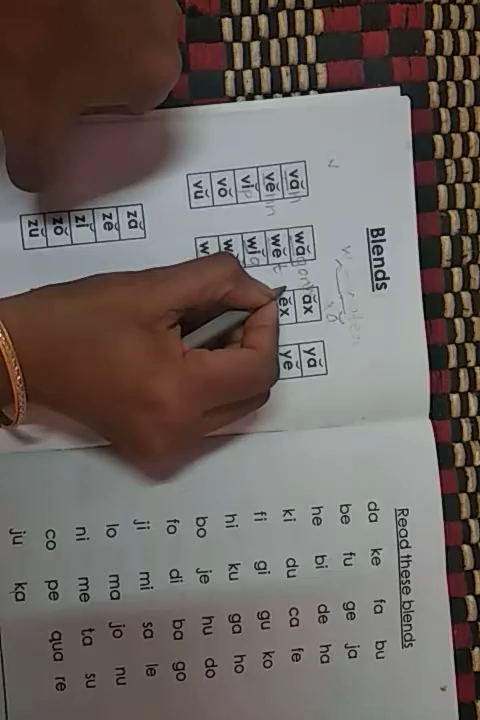 Blends
vă wă ăx yă
vĕ wĕt ĕx yĕ
vĭp wĭg
vŏ
vŭ
ză
zĕ
zĭ
zŏ
zŭ
Read these blends
da ke fa bu
be fu ge ja
he bi de ha
ki du ca fe
fi gi gu ko
hi ku ga ho
bo je hu do
fo di ba go
ji mi sa le
lo ma jo nu
ni me ta su
co pe qua re
ju ka